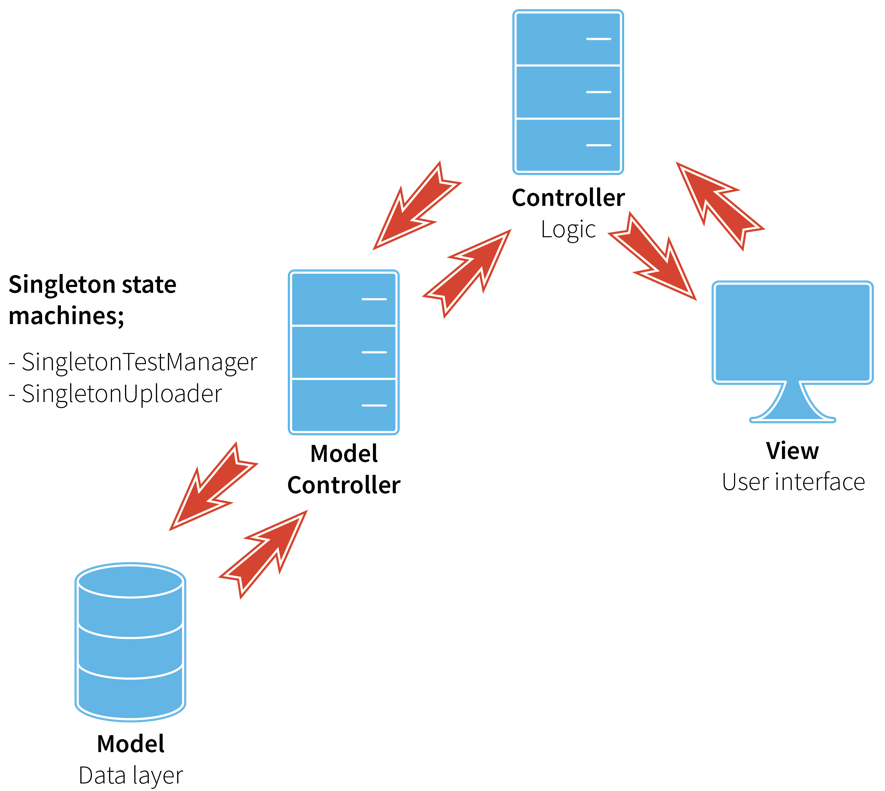 Controller
Logic
Singleton state
machines;
- SingletonTestManager
- SingletonUploader
Model
Controller
View
User interface
Model
Data layer